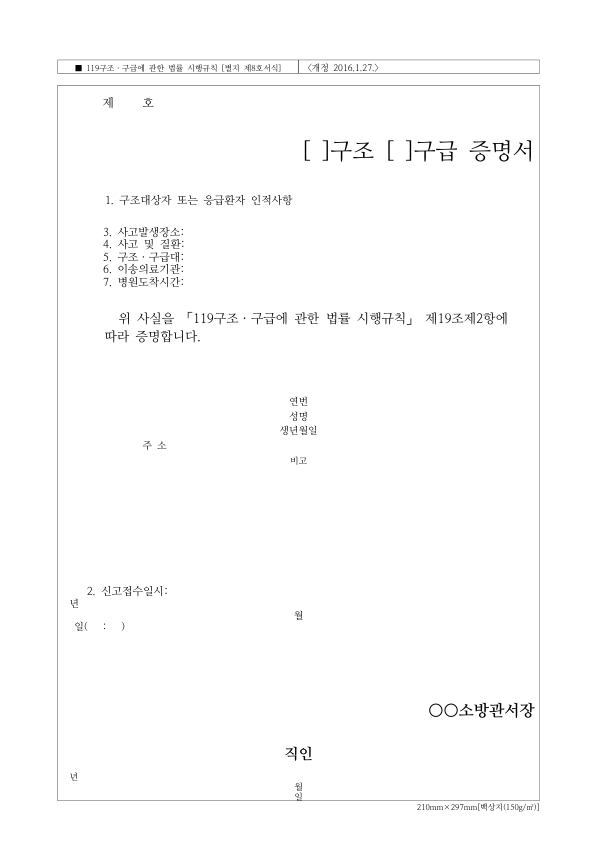 ■ 119구조ㆍ구급에 관한 법률 시행규칙 [별지 제8호서식] <개정 2016.1.27.>
제 호
[ ]구조 [ ]구급 증명서
1. 구조대상자 또는 응급환자 인적사항
3. 사고발생장소:
4. 사고 및 질환:
5. 구조ㆍ구급대:
6. 이송의료기관:
7. 병원도착시간:
위 사실을 「119구조ㆍ구급에 관한 법률 시행규칙」 제19조제2항에
따라 증명합니다.
연번
성명
생년월일
주 소
비고
2. 신고접수일시:
년
월
일( : )
○○소방관서장
직인
년
월
일
210mm×297mm[백상지(150g/㎡)]